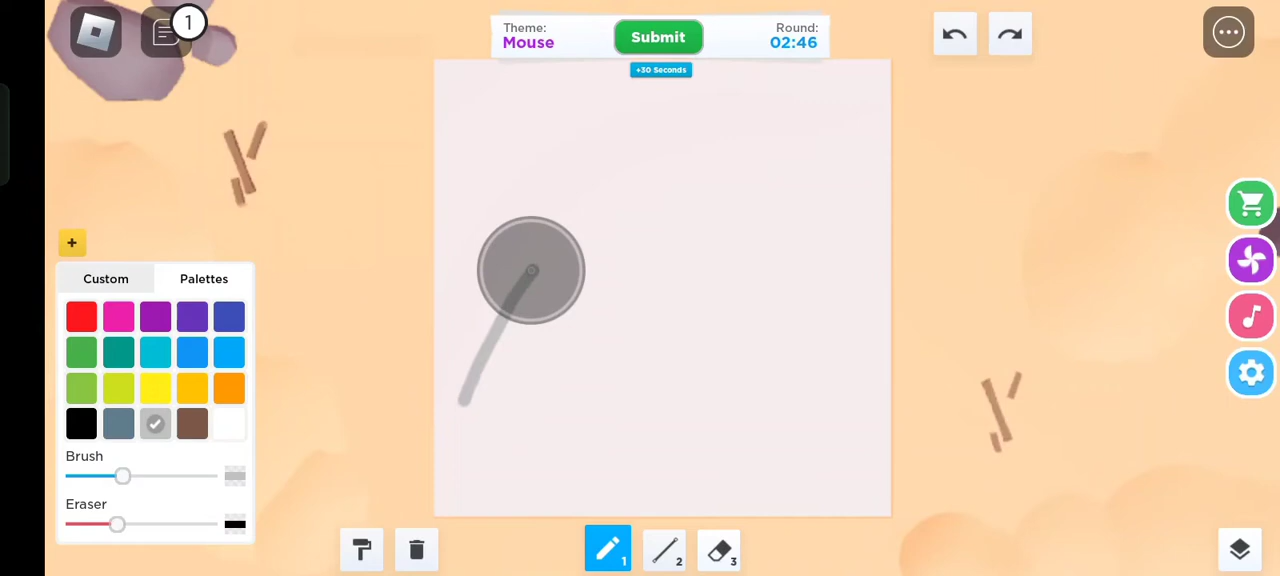 1
Theme:
Mouse
Submit
Round:
02:46
+30 Seconds
+
Custom
Palettes
Brush
Eraser
1
2
3